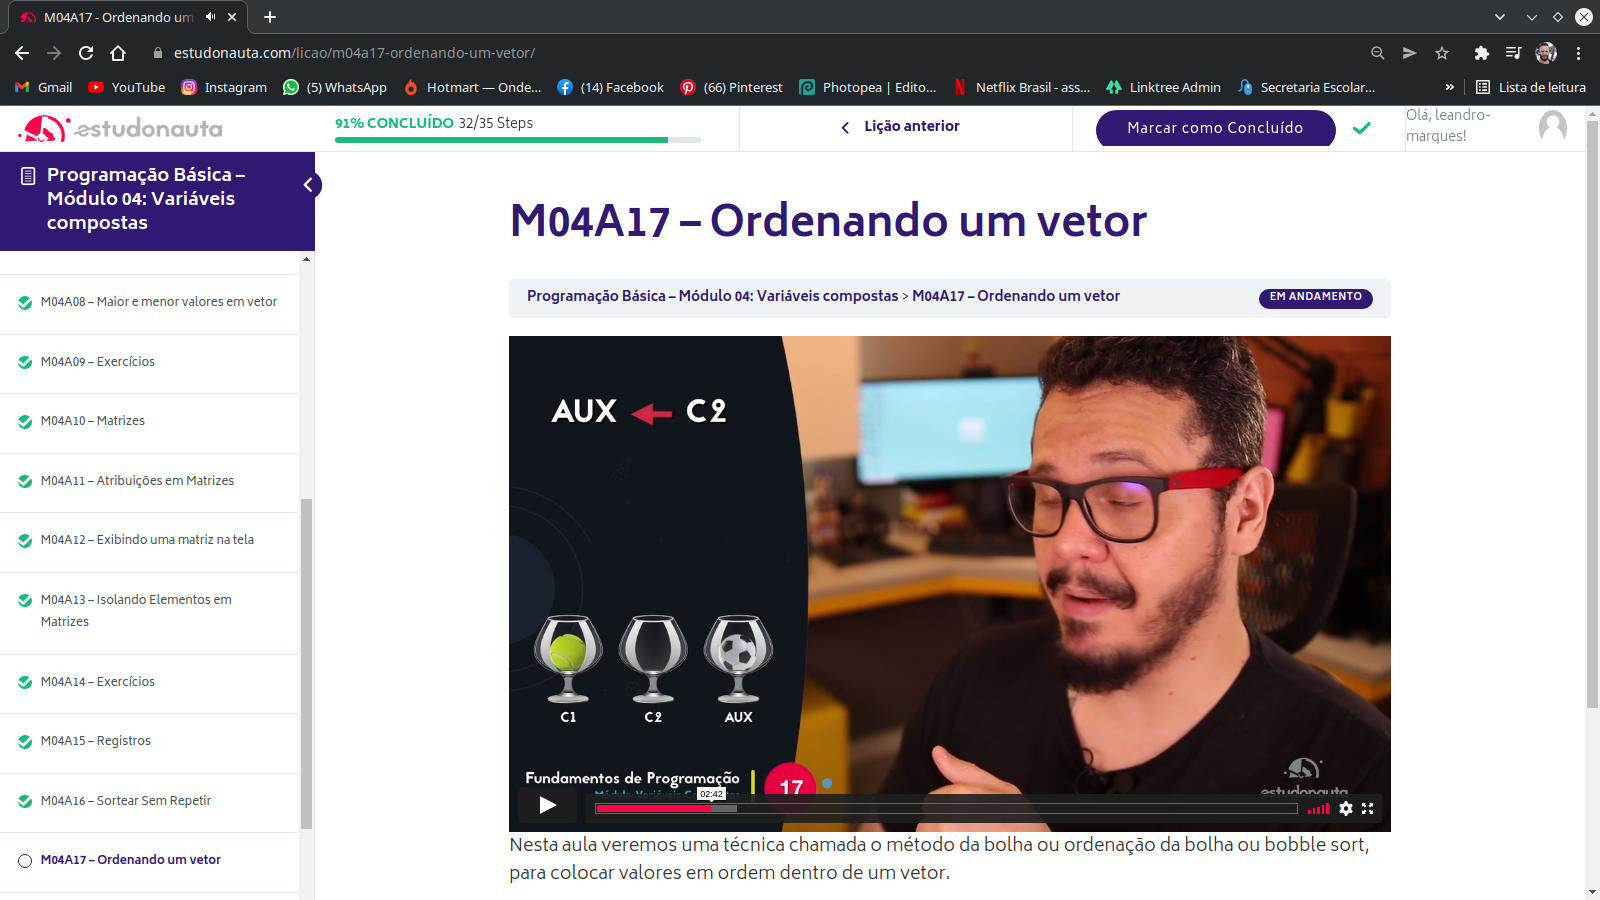 M04A17 - Ordenando um
estudonauta.com/licao/m04a17-ordenando-um-vetor/
Gmail
YouTube
Instagram
(5) WhatsApp
Hotmart — Onde...
(14) Facebook
(66) Pinterest
Photopea | Edito...
Netflix Brasil - ass...
Linktree Admin
Secretaria Escolar...
»
Lista de leitura
estudonauta
91% CONCLUÍDO 32/35 Steps
Lição anterior
Marcar como Concluído
Olá, leandro-
marques!
Programação Básica –
Módulo 04: Variáveis
compostas
M04A08 – Maior e menor valores em vetor
M04A09 – Exercícios
M04A10 – Matrizes
M04A11 – Atribuições em Matrizes
M04A12 – Exibindo uma matriz na tela
M04A13 – Isolando Elementos em
Matrizes
M04A14 – Exercícios
M04A15 – Registros
M04A16 – Sortear Sem Repetir
M04A17 – Ordenando um vetor
M04A17 – Ordenando um vetor
Programação Básica – Módulo 04: Variáveis compostas > M04A17 – Ordenando um vetor
EM ANDAMENTO
AUX C2
C1 C2 AUX
Fundamentos de Programação
17
02:42
estudonauta
Nesta aula veremos uma técnica chamada o método da bolha ou ordenação da bolha ou bobble sort,
para colocar valores em ordem dentro de um vetor.